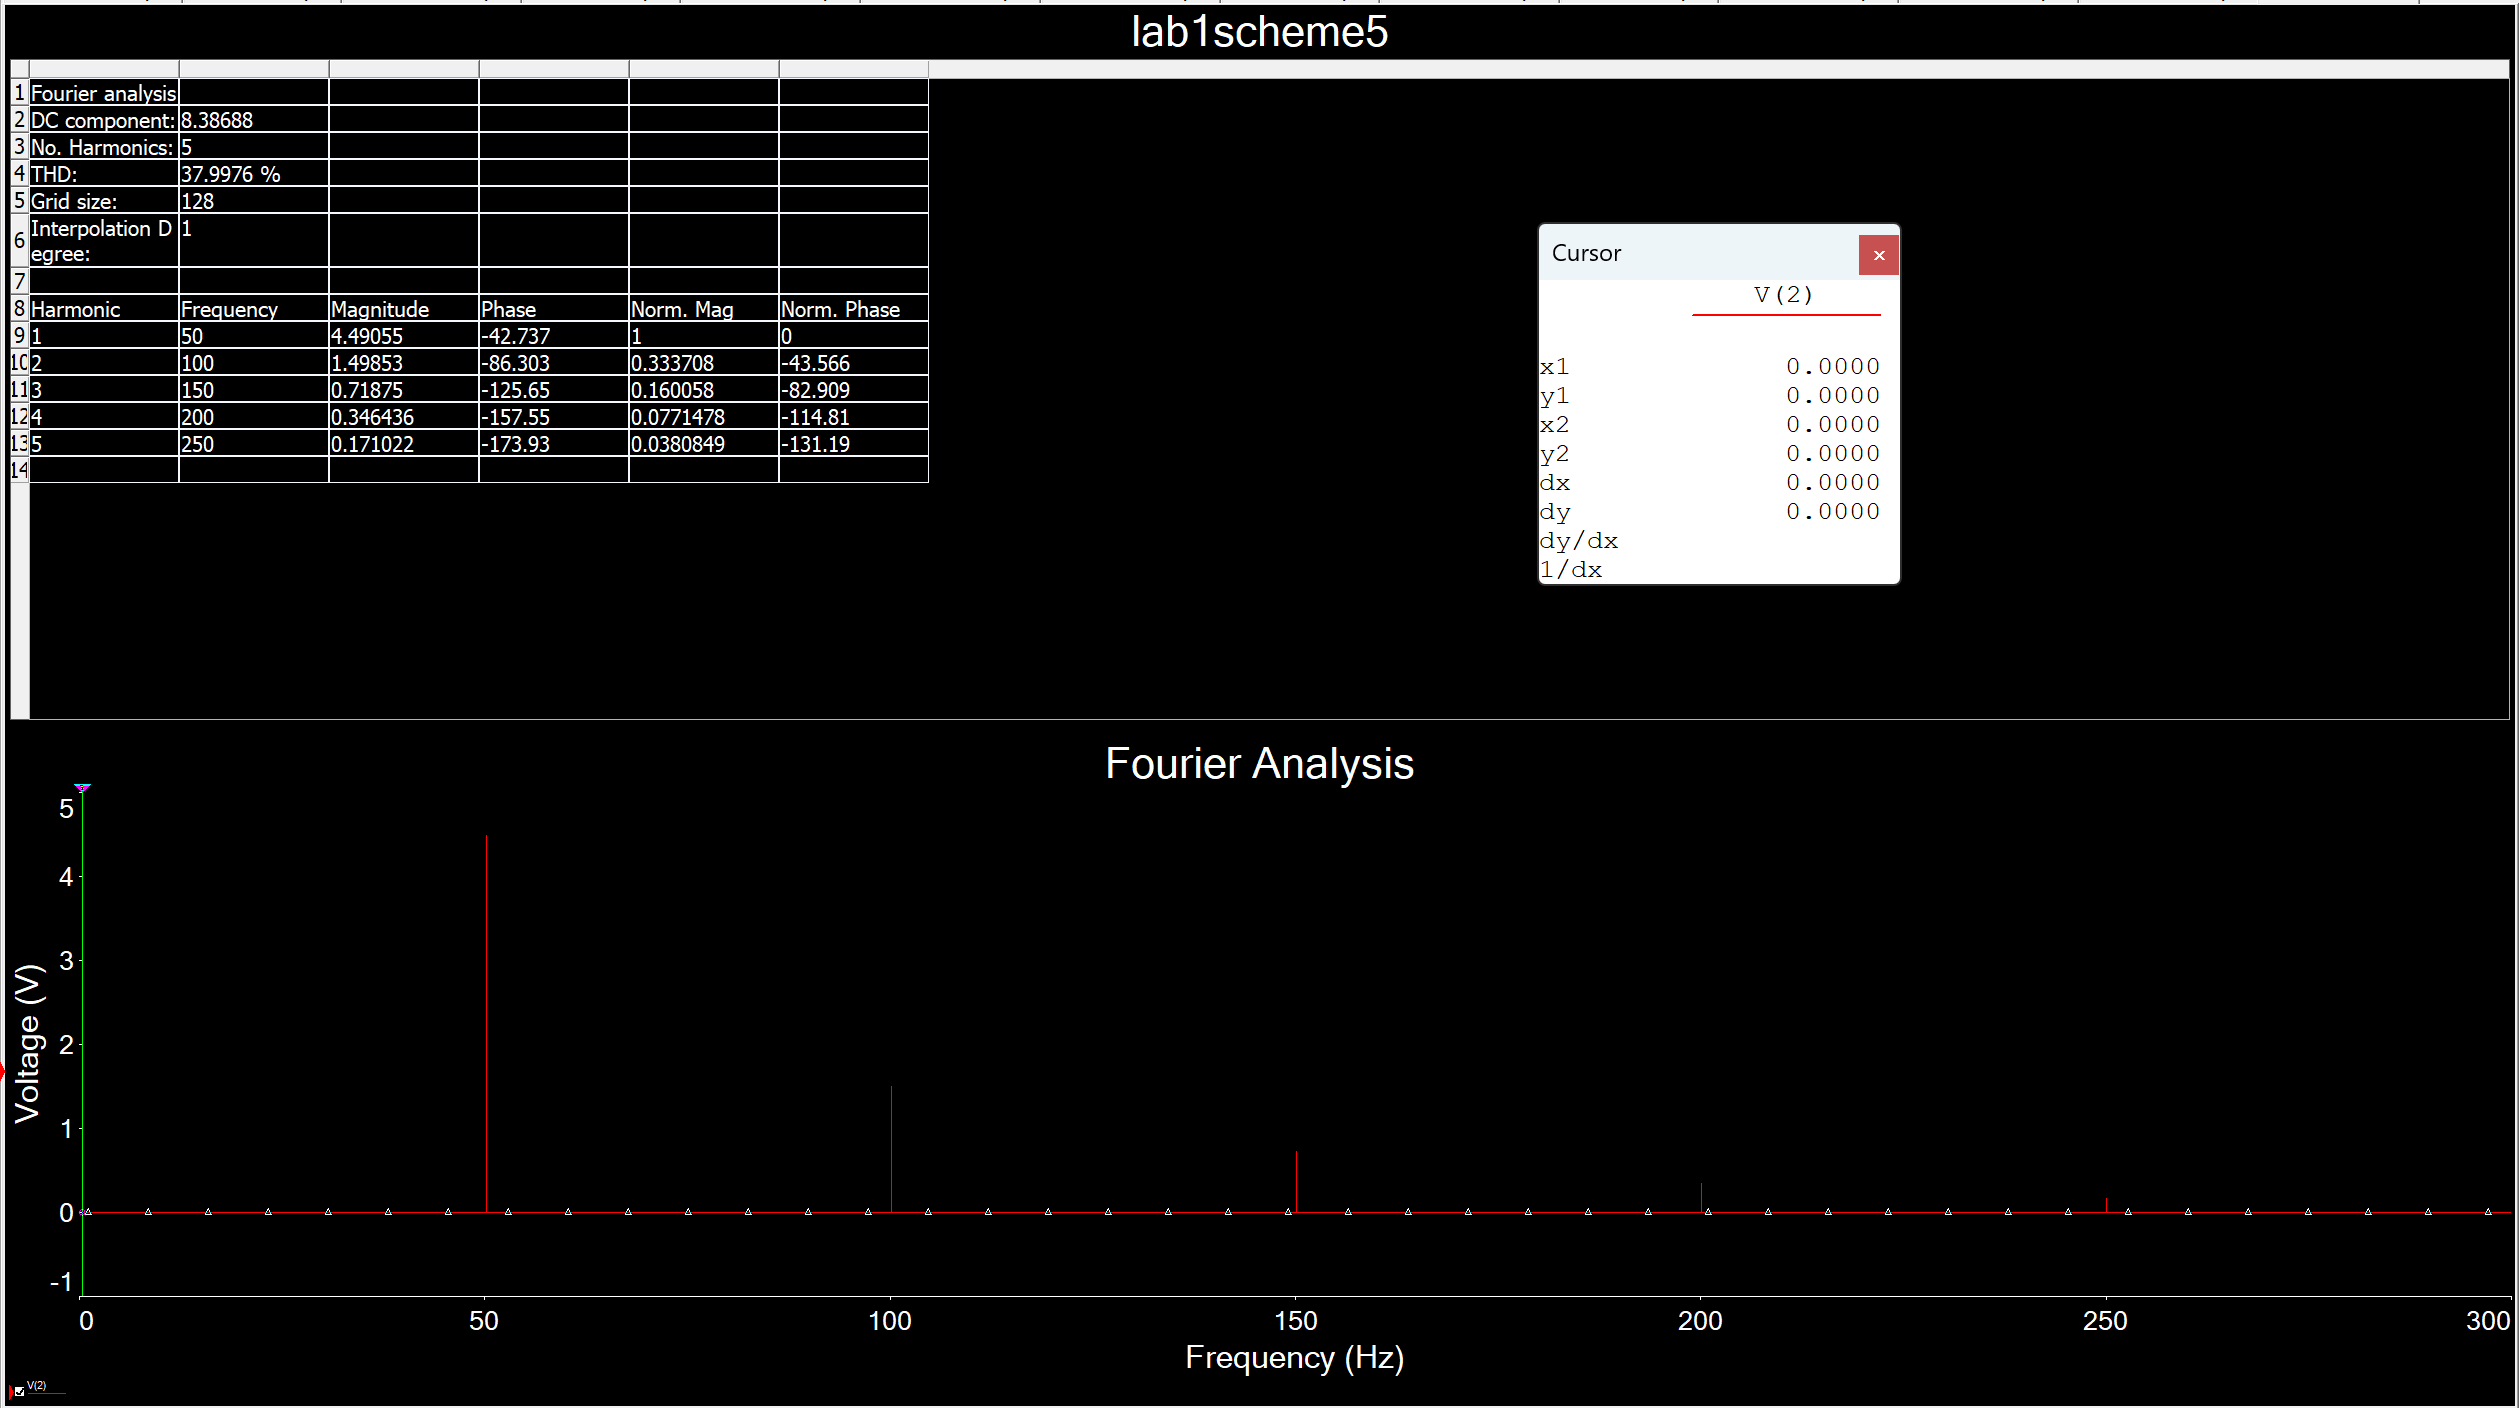 lab1scheme5
1 Fourier analysis
2 DC component: 8.38688
3 No. Harmonics: 5
4 THD: 37.9976 %
5 Grid size: 128
6 Interpolation D 1
egree:
7
8 Harmonic Frequency Magnitude Phase Norm. Mag Norm. Phase
9 1 50 4.49055 -42.737 1 0
10 2 100 1.49853 -86.303 0.333708 -43.566
11 3 150 0.71875 -125.65 0.160058 -82.909
12 4 200 0.346436 -157.55 0.0771478 -114.81
13 5 250 0.171022 -173.93 0.0380849 -131.19
14
Cursor x
V(2)
x1 0.0000
y1 0.0000
x2 0.0000
y2 0.0000
dx 0.0000
dy 0.0000
dy/dx
1/dx
Fourier Analysis
5
4
3
2
1
0
-1
Voltage (V)
0 50 100 150 200 250 300
Frequency (Hz)
V(2)